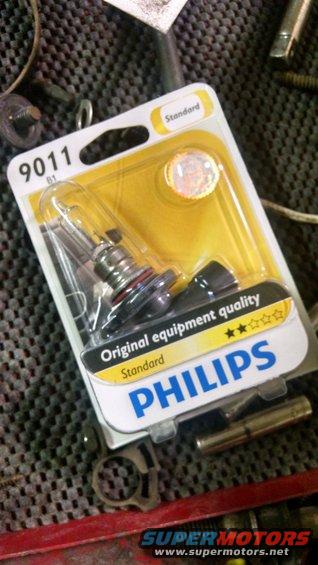 Standard
9011
B1
Original equipment quality
Standard
PHILIPS
SUPERMOTORS
www.supermotors.net